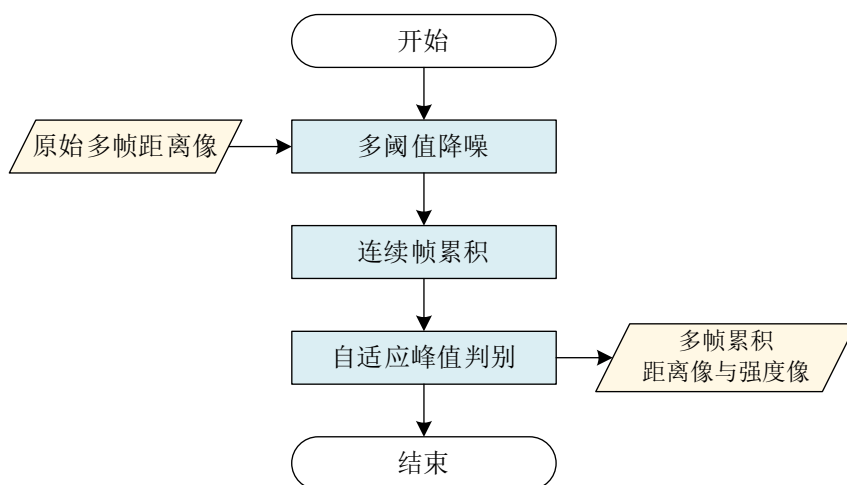 开始
原始多帧距离像
多阈值降噪
连续帧累积
自适应峰值判别
多帧累积
距离像与强度像
结束